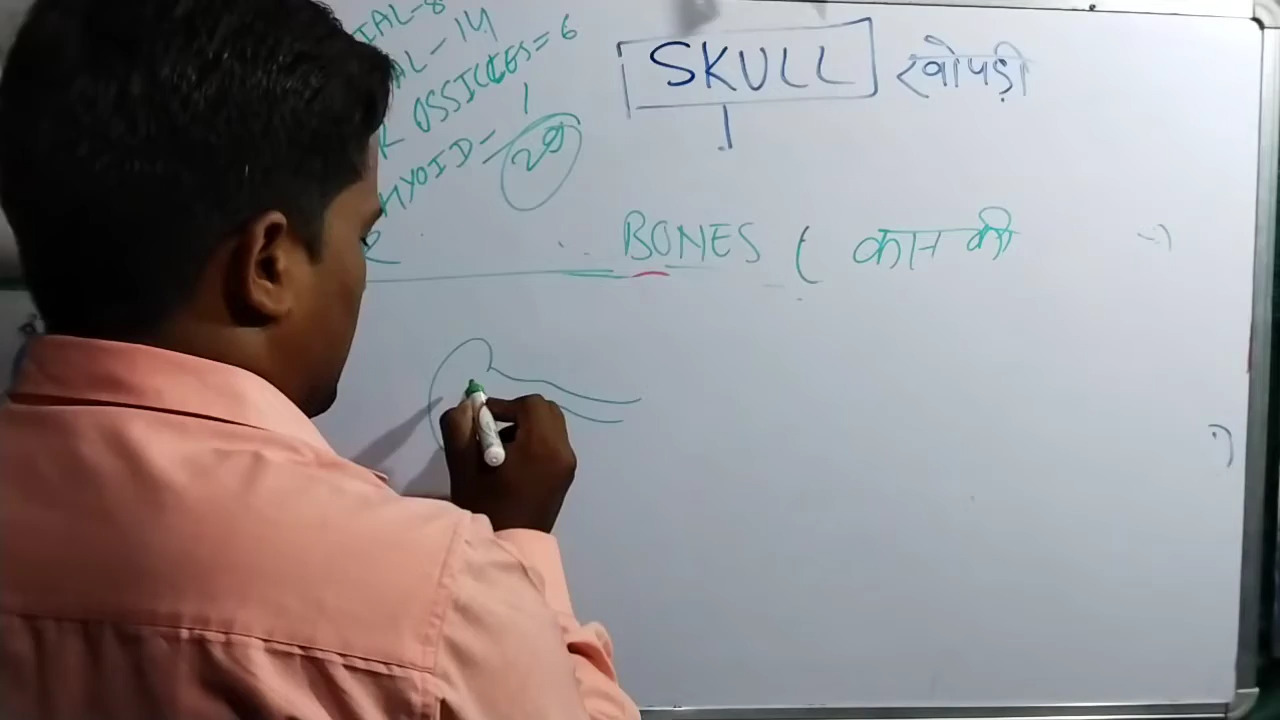 IAL-8
AL-14
R OSSICLES=6
HYOID=1
29
SKULL खोपड़ी
BONES ( कान की